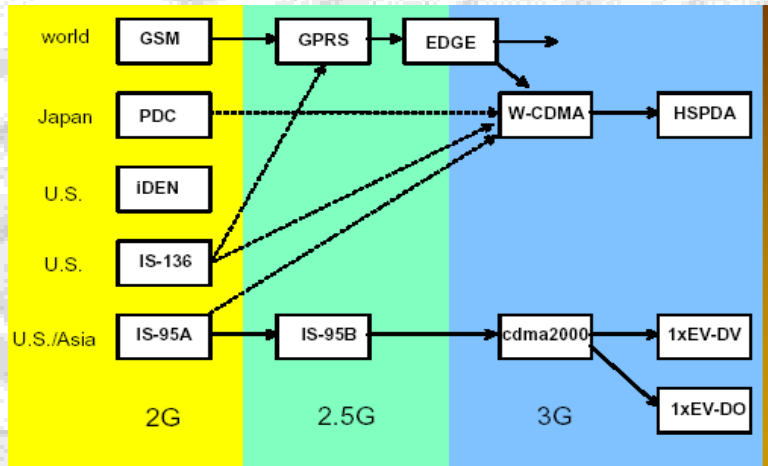 world GSM GPRS EDGE
Japan PDC W-CDMA HSPDA
U.S. iDEN
U.S. IS-136
U.S./Asia IS-95A IS-95B cdma2000 1xEV-DV
1xEV-DO
2G 2.5G 3G